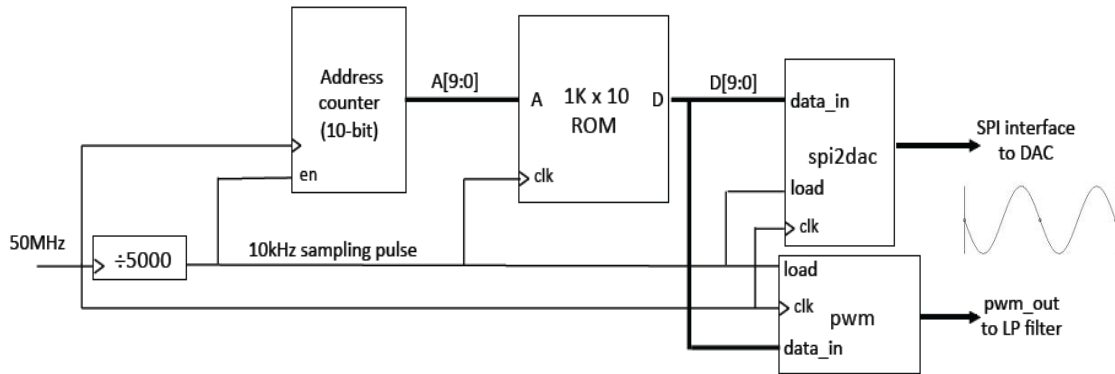 Address
counter
(10-bit)
en
A[9:0]
A
1K x 10
ROM
D
clk
D[9:0]
data_in
spi2dac
load
clk
SPI interface
to DAC
50MHz
÷5000
10kHz sampling pulse
load
clk
pwm
data_in
pwm_out
to LP filter